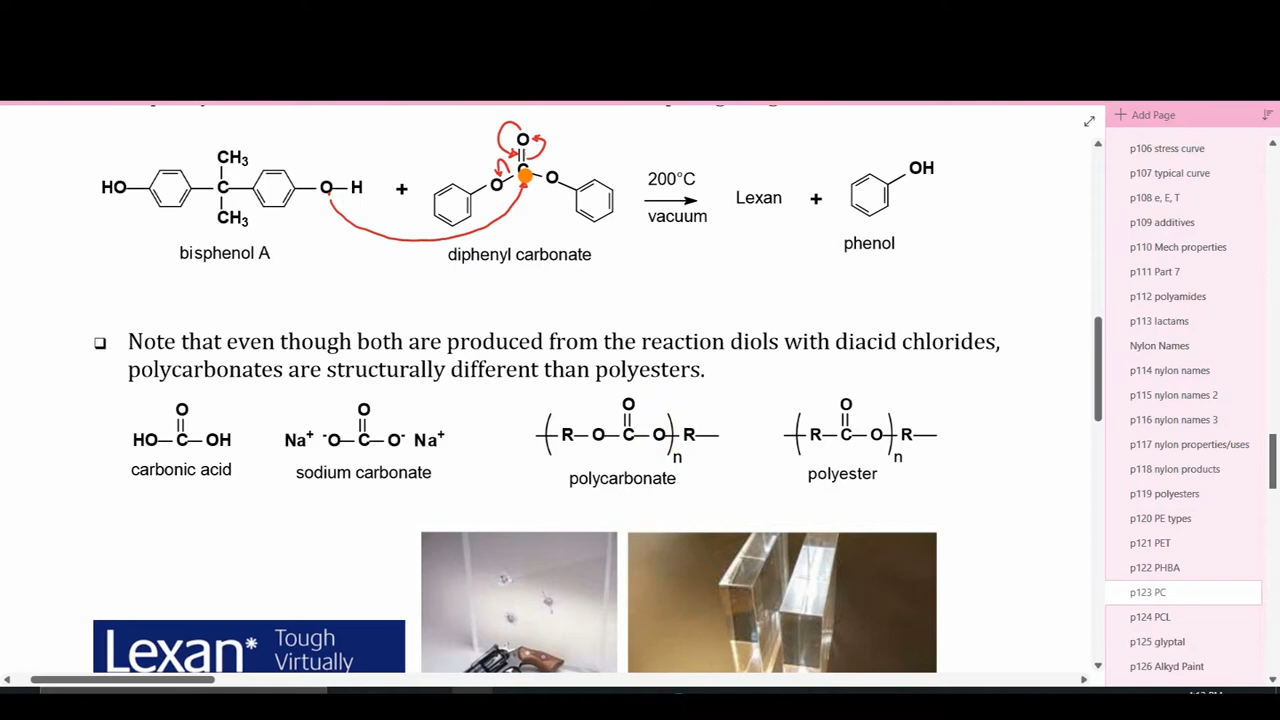 Add Page
p106 stress curve
p107 typical curve
p108 e, E, T
p109 additives
p110 Mech properties
p111 Part 7
p112 polyamides
p113 lactams
Nylon Names
p114 nylon names
p115 nylon names 2
p116 nylon names 3
p117 nylon properties/uses
p118 nylon products
p119 polyesters
p120 PE types
p121 PET
p122 PHBA
p123 PC
p124 PCL
p125 glyptal
p126 Alkyd Paint
CH3
HO
O—H
CH3
bisphenol A
+
O
C
O
O
diphenyl carbonate
200°C
vacuum
Lexan
+
OH
phenol
❑ Note that even though both are produced from the reaction diols with diacid chlorides,
polycarbonates are structurally different than polyesters.
O
HO—C—OH
carbonic acid
O
Na+ -O—C—O- Na+
sodium carbonate
O
(R—O—C—O)n R—
polycarbonate
O
(R—C—O)n R—
polyester
Lexan* Tough
Virtually